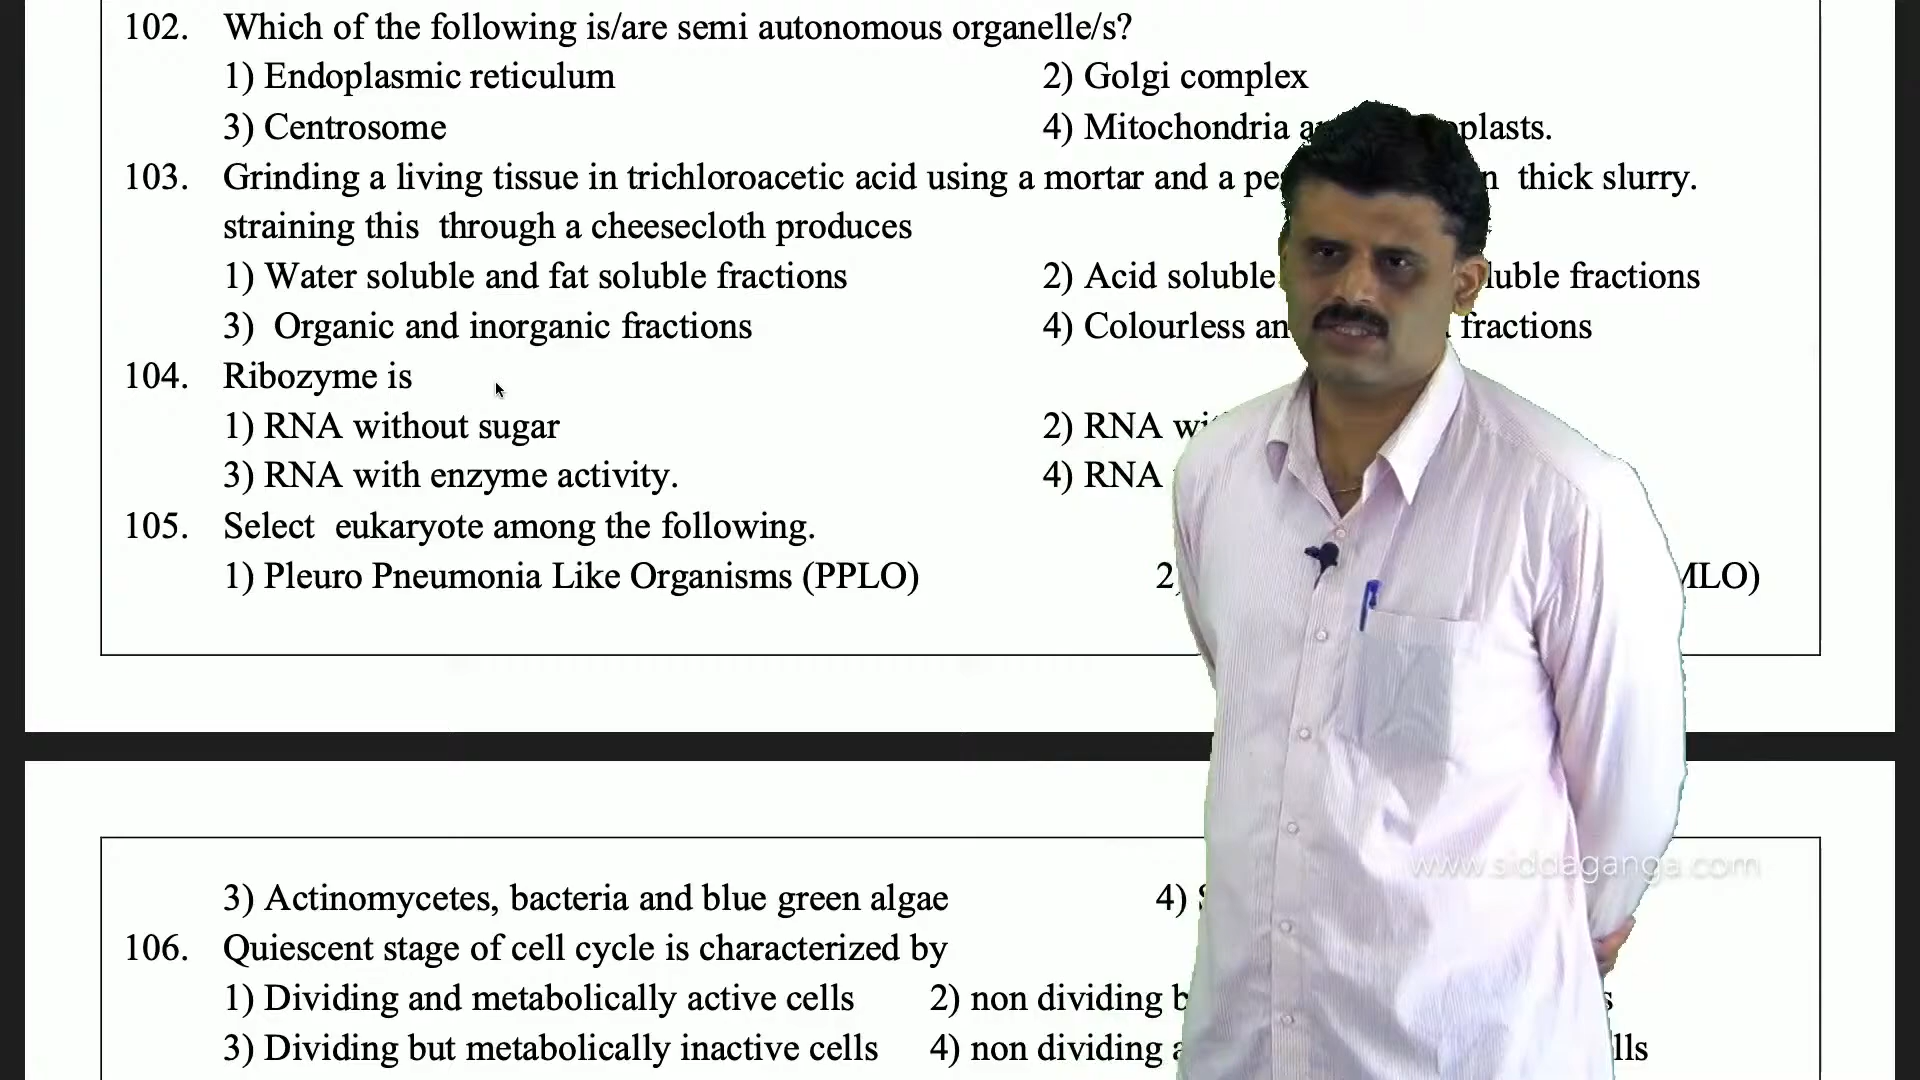 102. Which of the following is/are semi autonomous organelle/s?
1) Endoplasmic reticulum 2) Golgi complex
3) Centrosome 4) Mitochondria
103. Grinding a living tissue in trichloroacetic acid using a mortar and a thick slurry.
straining this through a cheesecloth produces
1) Water soluble and fat soluble fractions 2) Acid soluble fractions
3) Organic and inorganic fractions 4) Colourless fractions
104. Ribozyme is
1) RNA without sugar 2) RNA
3) RNA with enzyme activity. 4) RNA
105. Select eukaryote among the following.
1) Pleuro Pneumonia Like Organisms (PPLO) 2)
www.siddaganga.com
3) Actinomycetes, bacteria and blue green algae 4)
106. Quiescent stage of cell cycle is characterized by
1) Dividing and metabolically active cells 2) non dividing
3) Dividing but metabolically inactive cells 4) non dividing